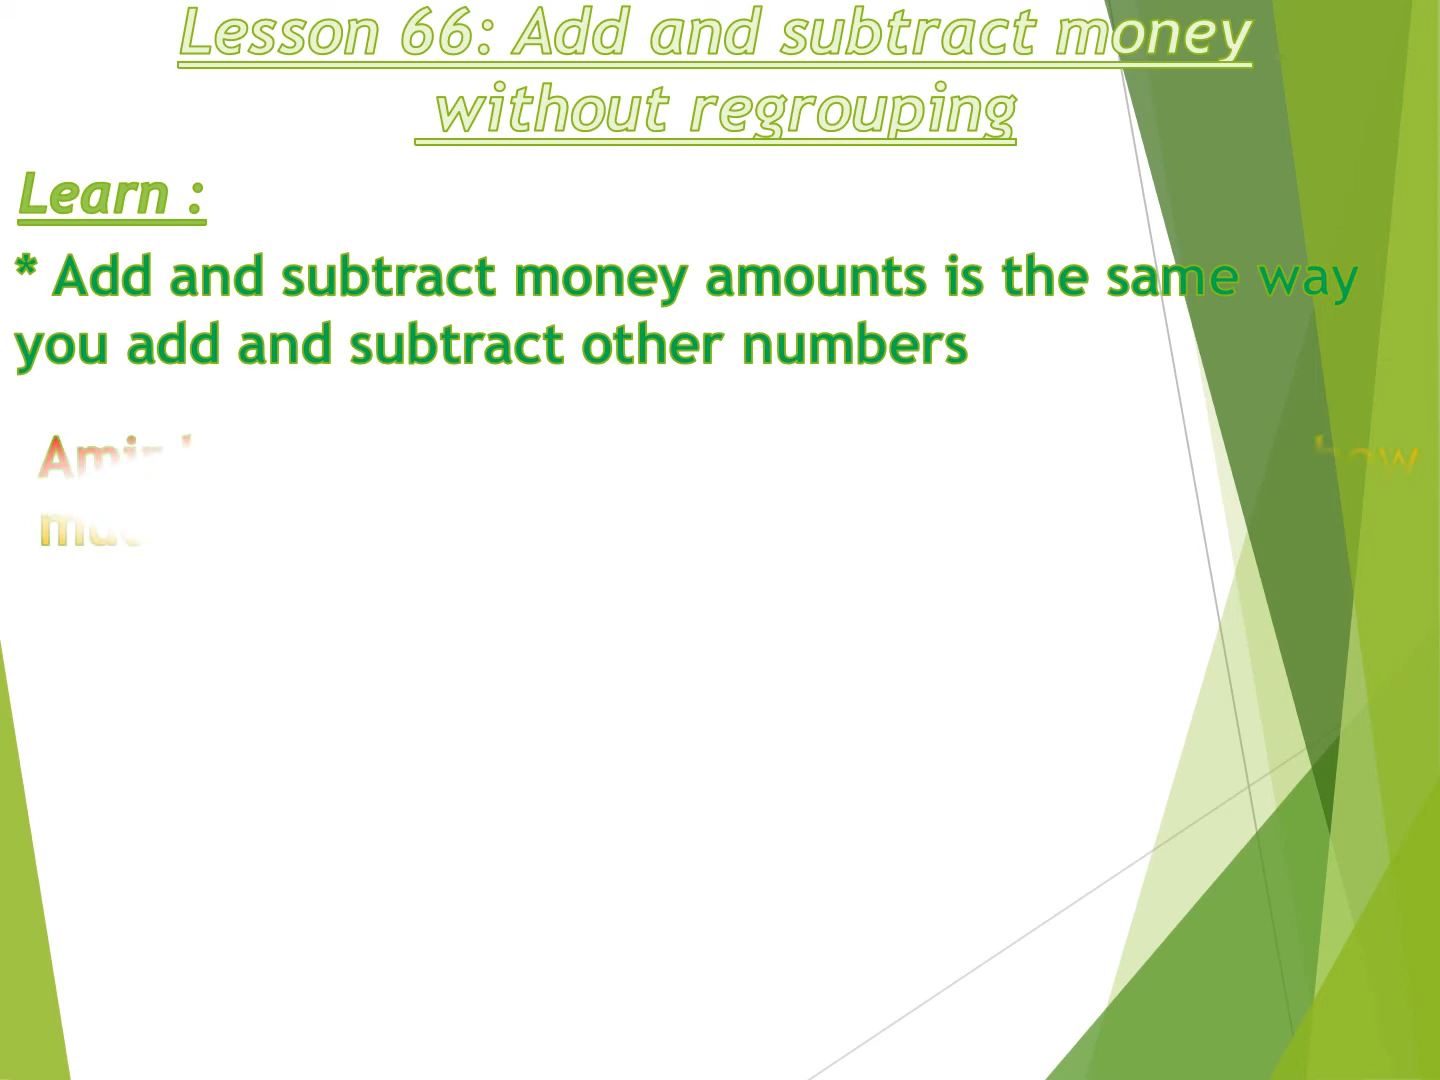 Lesson 66: Add and subtract money
without regrouping
Learn :
* Add and subtract money amounts is the same way
you add and subtract other numbers
how